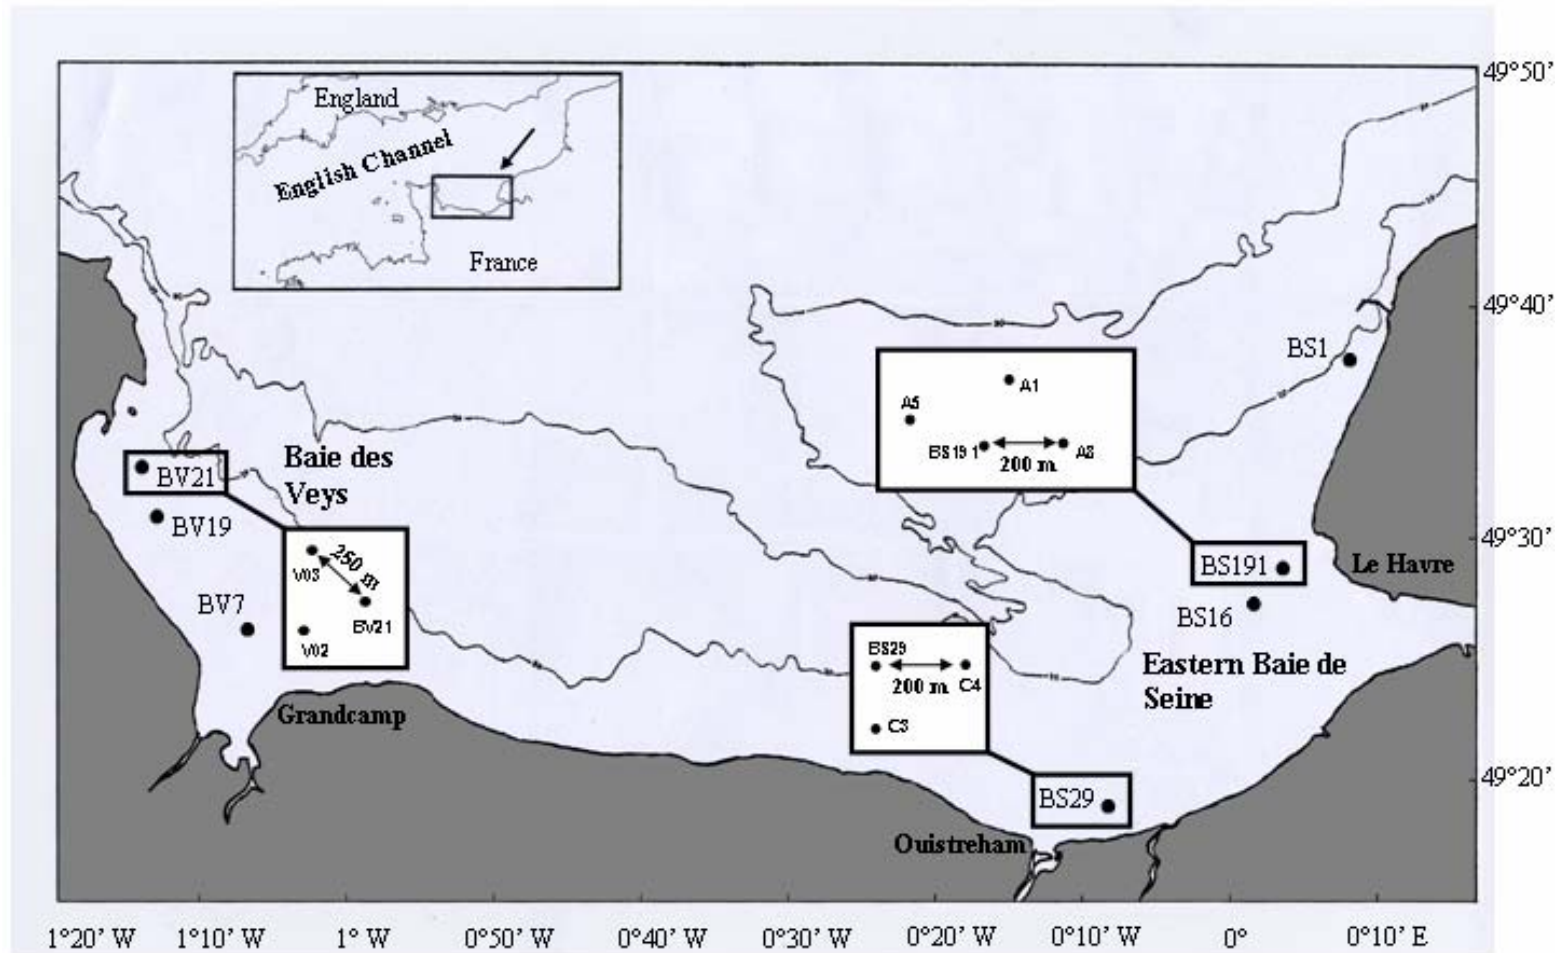 49°50'
England
English Channel
France
49°40'
BS1
A1
A5
BS19 1
A8
200 m
Baie des
Veys
BV21
BV19
49°30'
Le Havre
BS191
BS16
V03
250 m
BV7
BV21
V02
BS29
200 m
C4
C3
Eastern Baie de
Seine
Grandcamp
49°20'
BS29
Ouistreham
1°20' W
1°10' W
1° W
0°50' W
0°40' W
0°30' W
0°20' W
0°10' W
0°
0°10' E